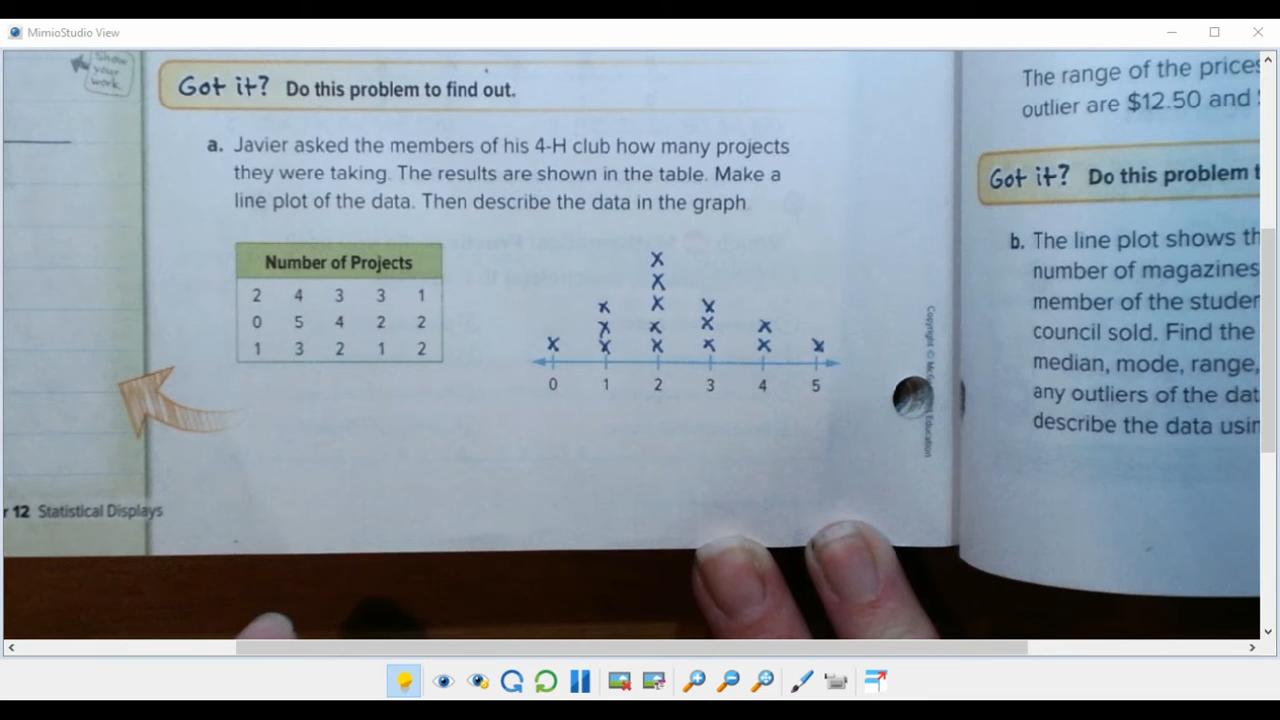 MimioStudio View
Show
your
work.
Got it? Do this problem to find out.
a. Javier asked the members of his 4-H club how many projects
they were taking. The results are shown in the table. Make a
line plot of the data. Then describe the data in the graph.
Number of Projects
2 4 3 3 1
0 5 4 2 2
1 3 2 1 2
x
x x
x x x x
x x x x x
x x x x x x
0 1 2 3 4 5
r 12 Statistical Displays
Copyright © McG
Education
The range of the prices
outlier are $12.50 and
Got it? Do this problem t
b. The line plot shows th
number of magazines
member of the studen
council sold. Find the
median, mode, range,
any outliers of the dat
describe the data usin